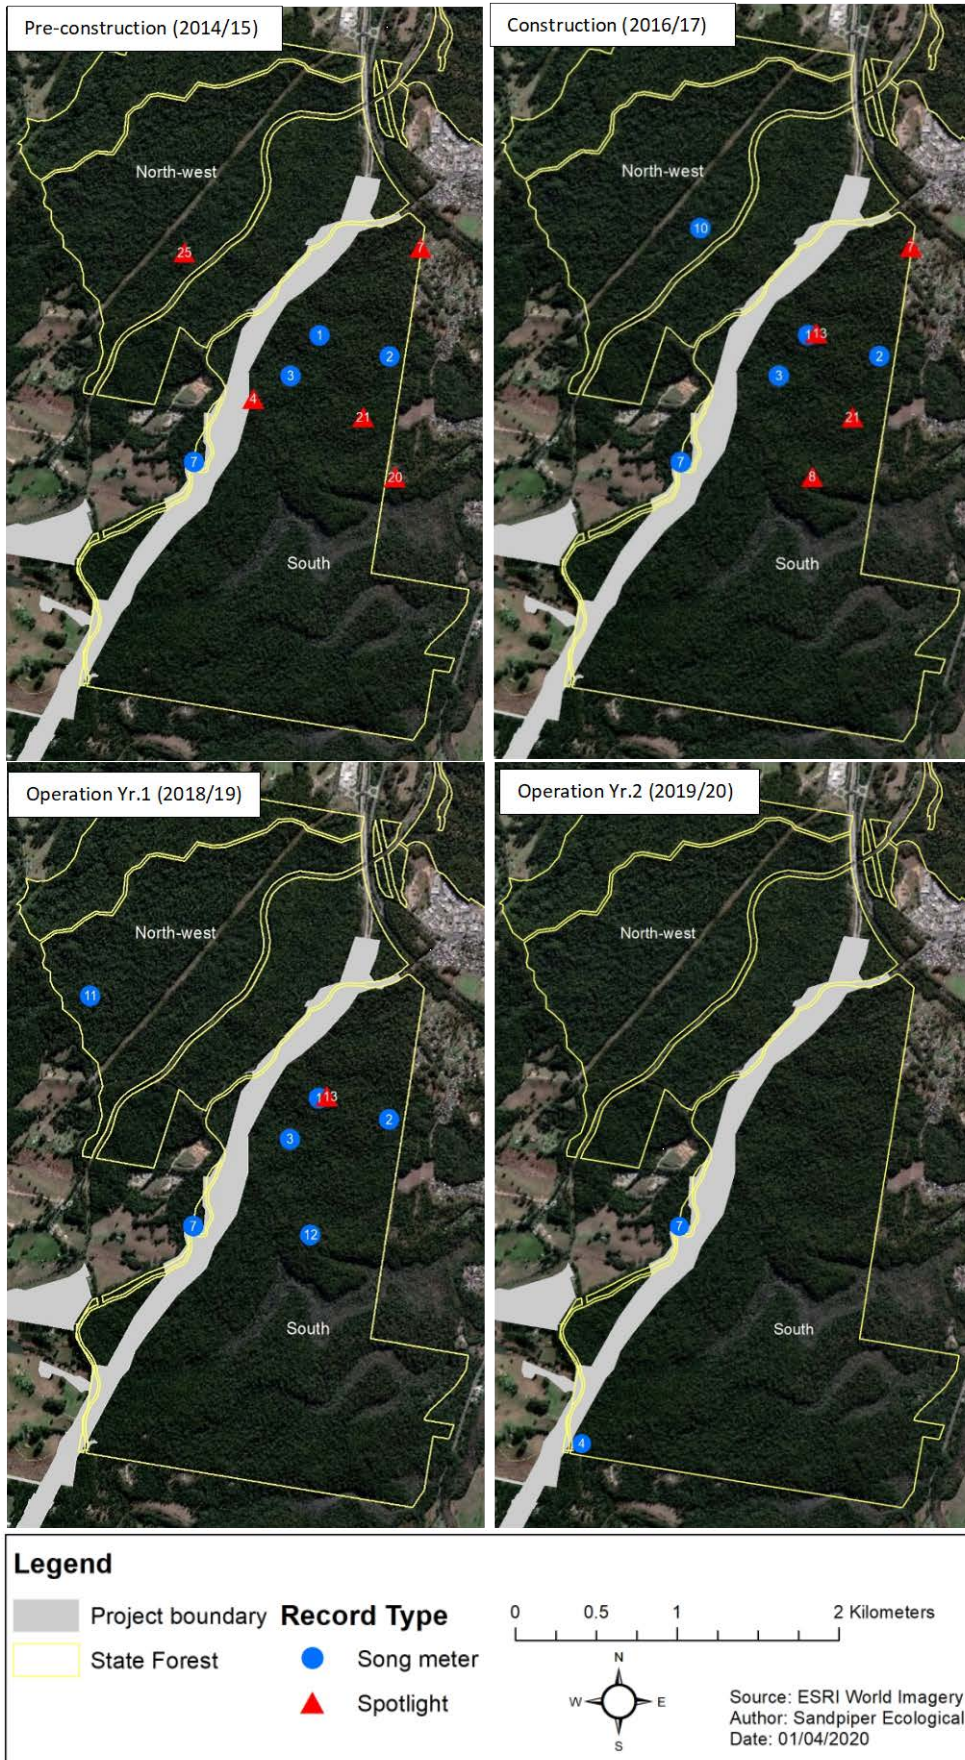 Pre-construction (2014/15)
North-west
25
7
1
2
3
4
21
7
20
South
Construction (2016/17)
North-west
10
7
1
13
2
3
21
7
8
South
Operation Yr.1 (2018/19)
North-west
11
1
13
2
3
7
12
South
Operation Yr.2 (2019/20)
North-west
7
South
4
Legend
Project boundary
State Forest
Record Type
Song meter
Spotlight
0 0.5 1 2 Kilometers
N
W E
S
Source: ESRI World Imagery
Author: Sandpiper Ecological
Date: 01/04/2020